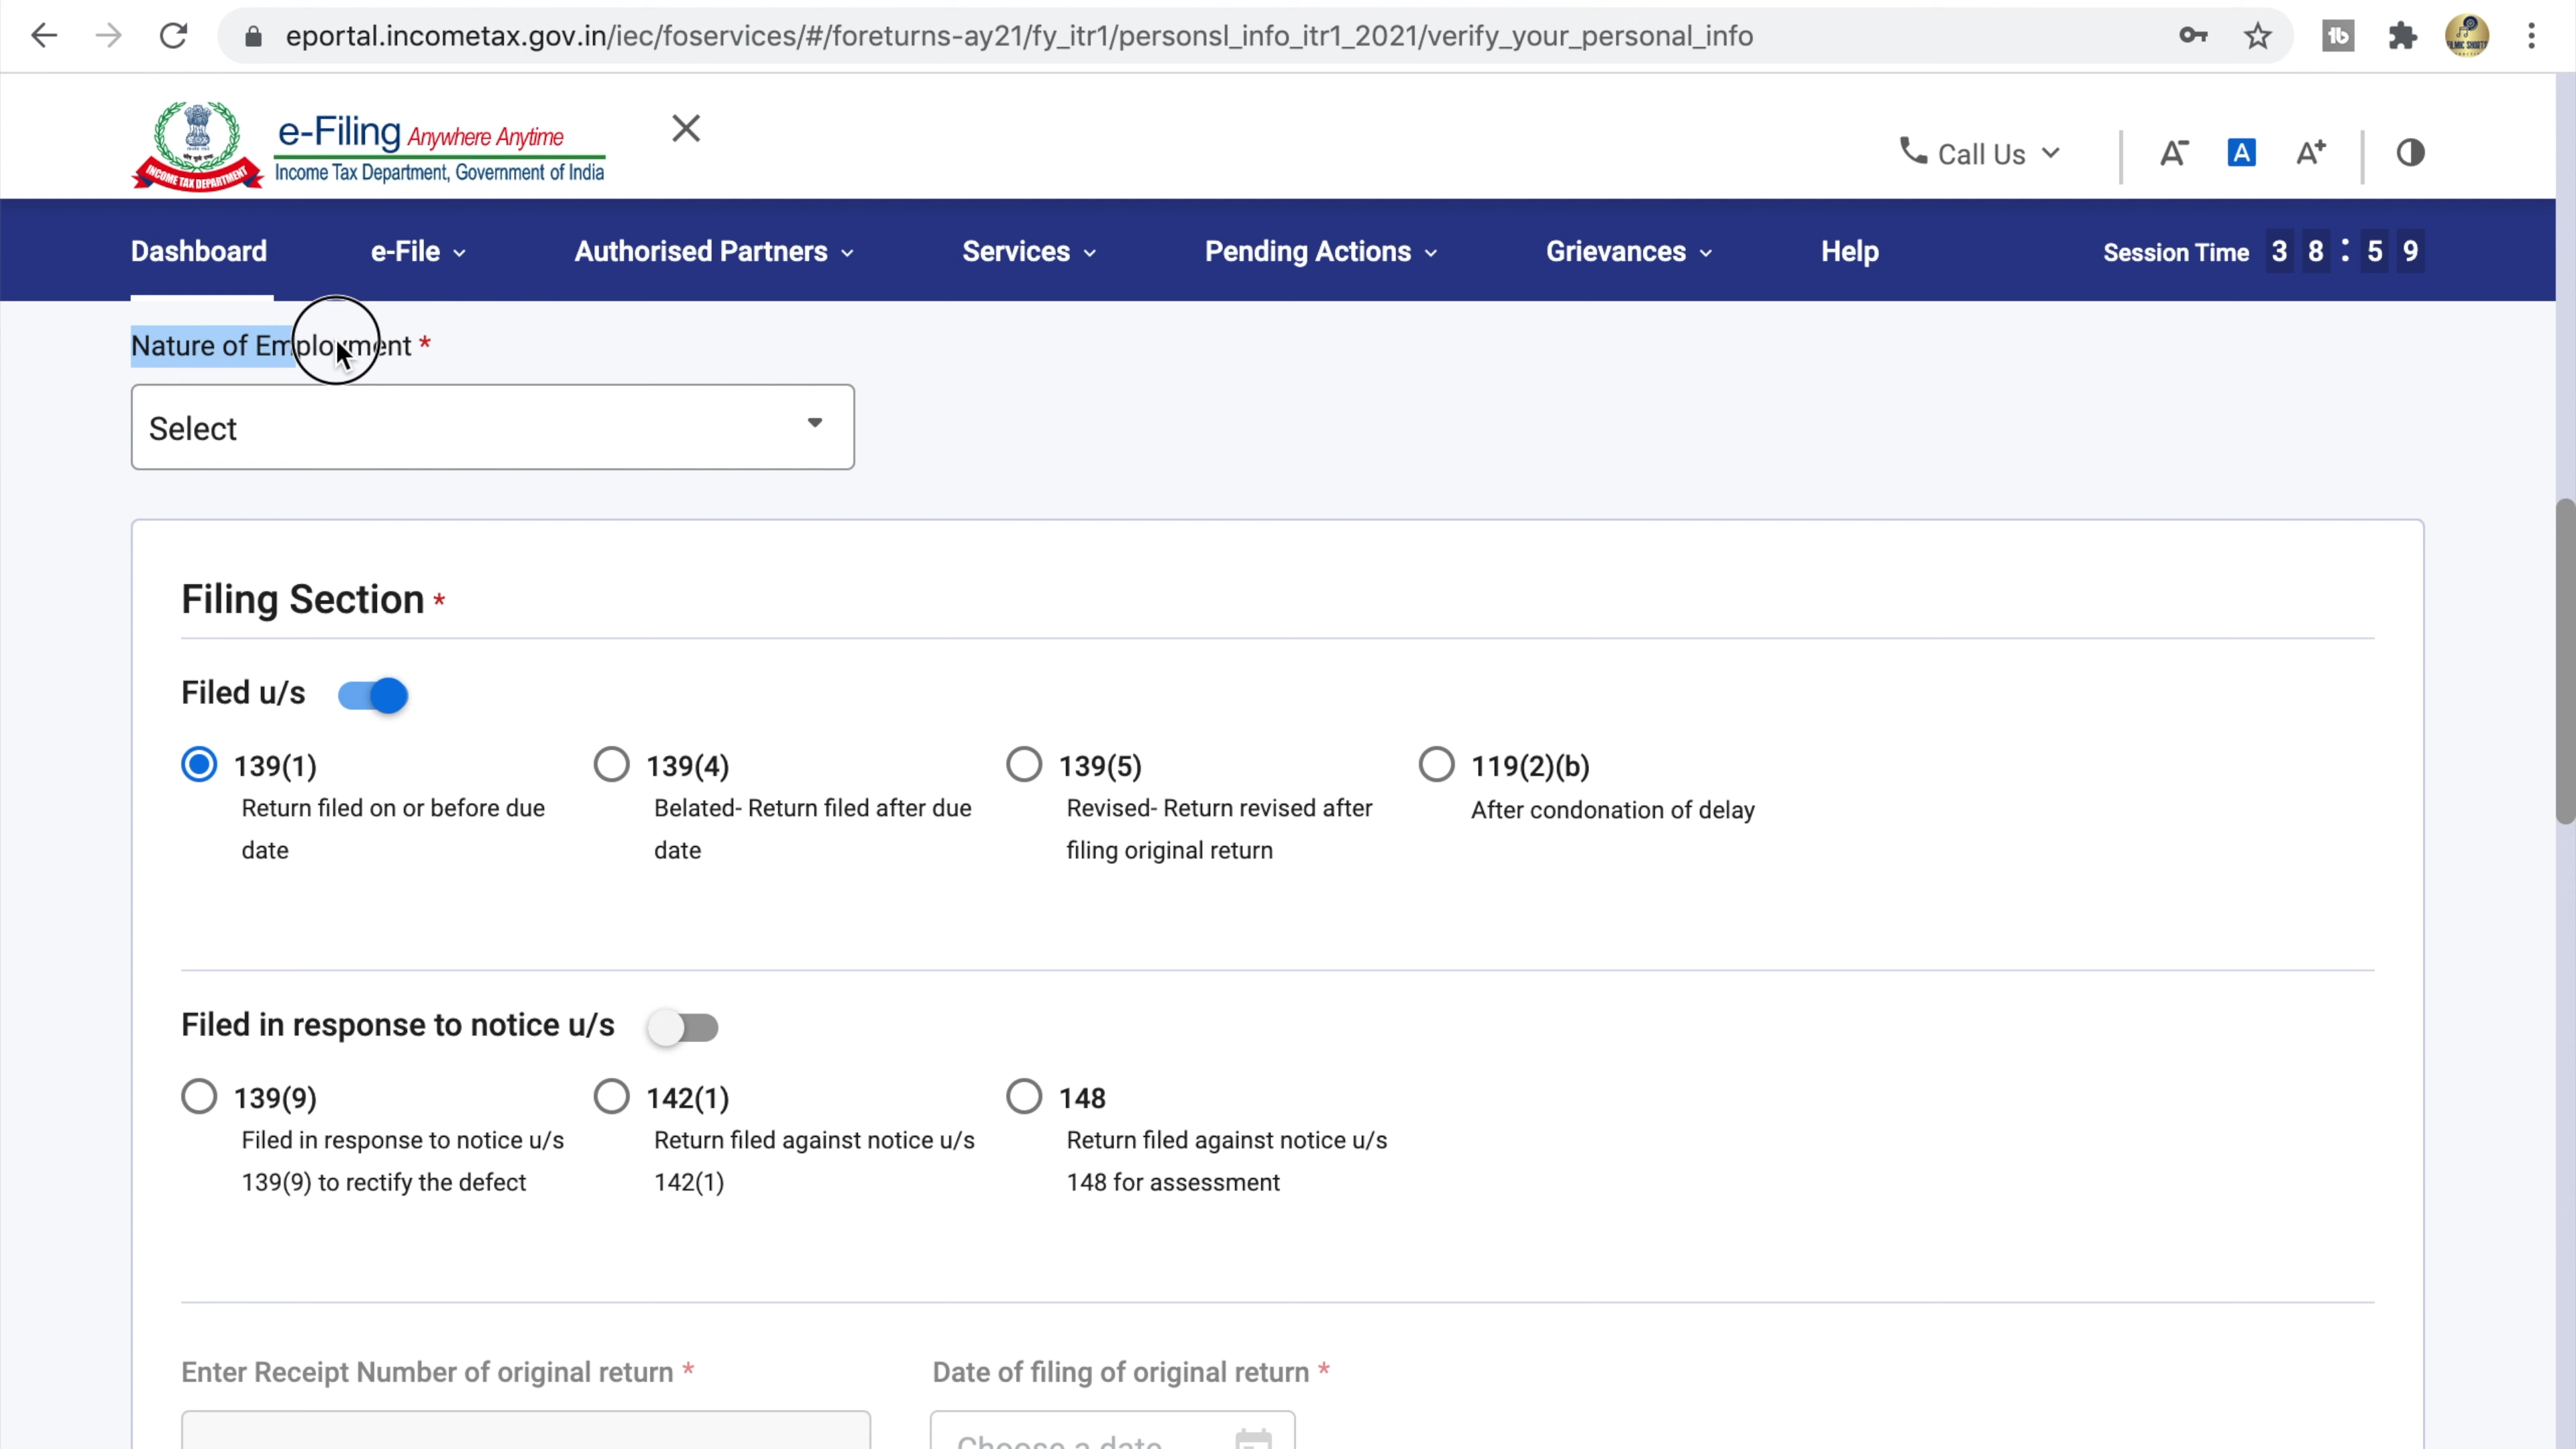 eportal.incometax.gov.in/iec/foservices/#/foreturns-ay21/fy_itr1/personsl_info_itr1_2021/verify_your_personal_info
e-Filing Anywhere Anytime
Income Tax Department, Government of India
INCOME TAX DEPARTMENT
Call Us
A- A A+
Dashboard e-File Authorised Partners Services Pending Actions Grievances Help Session Time 38:59
Nature of Employment *
Select
Filing Section *
Filed u/s
139(1) 139(4) 139(5) 119(2)(b)
Return filed on or before due Belated- Return filed after due Revised- Return revised after After condonation of delay
date date filing original return
Filed in response to notice u/s
139(9) 142(1) 148
Filed in response to notice u/s Return filed against notice u/s Return filed against notice u/s
139(9) to rectify the defect 142(1) 148 for assessment
Enter Receipt Number of original return * Date of filing of original return *
Choose a date